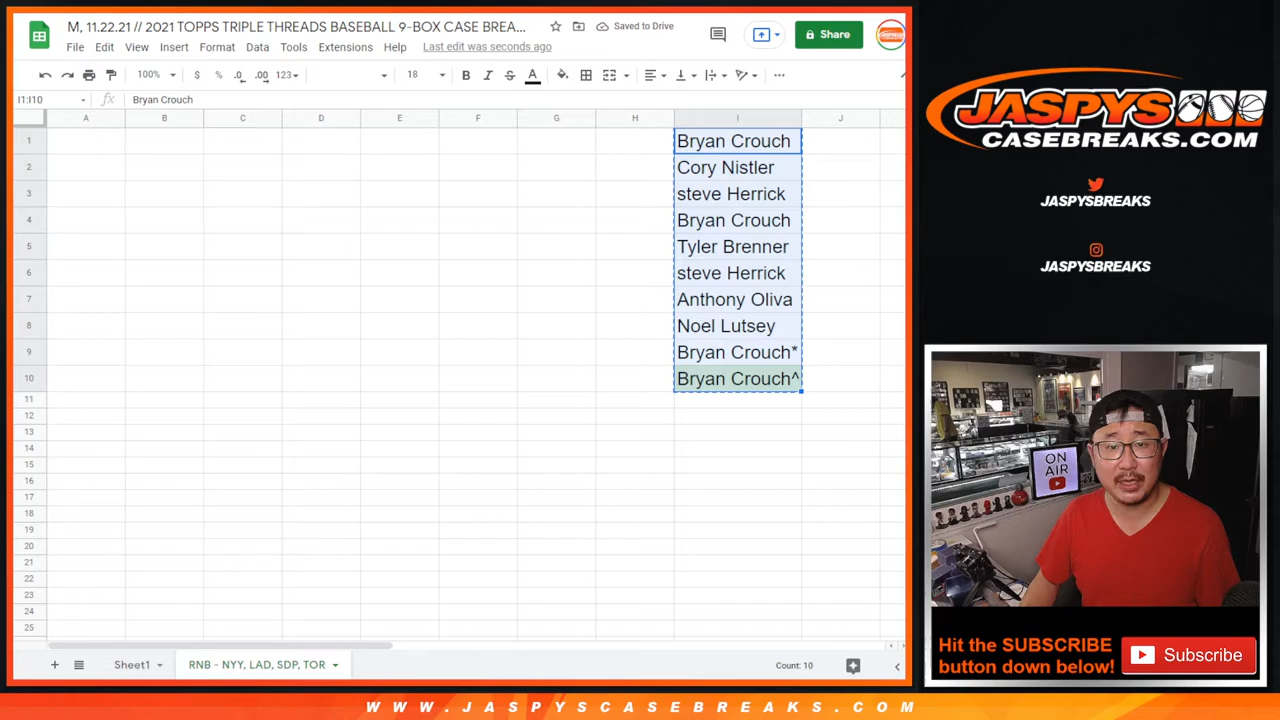 M, 11.22.21 // 2021 TOPPS TRIPLE THREADS BASEBALL 9-BOX CASE BREA...
Saved to Drive
File Edit View Insert Format Data Tools Extensions Help Last edit was seconds ago
Share
100% $ % .0 .00 123 18 B I S A
I1:I10 fx Bryan Crouch
A B C D E F G H I J
1 Bryan Crouch
2 Cory Nistler
3 steve Herrick
4 Bryan Crouch
5 Tyler Brenner
6 steve Herrick
7 Anthony Oliva
8 Noel Lutsey
9 Bryan Crouch*
10 Bryan Crouch^
11
12
13
14
15
16
17
18
19
20
21
22
23
24
25
Sheet1 RNB - NYY, LAD, SDP, TOR Count: 10
JASPYS
CASEBREAKS.COM
JASPYSBREAKS
JASPYSBREAKS
ON
AIR
Hit the SUBSCRIBE
button down below!
Subscribe
WWW.JASPYSCASEBREAKS.COM